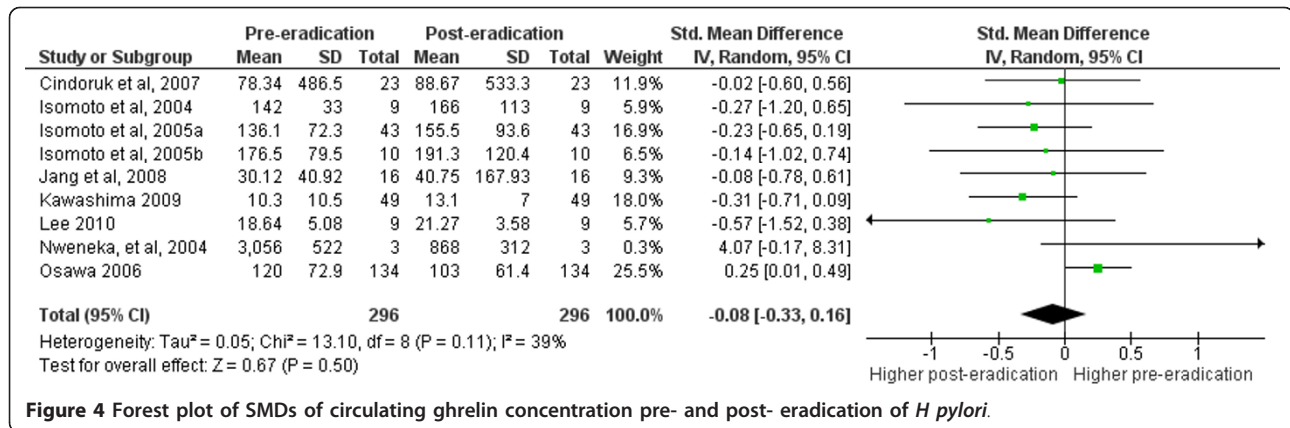 Pre-eradication Post-eradication Std. Mean Difference Std. Mean Difference
Study or Subgroup Mean SD Total Mean SD Total Weight IV, Random, 95% CI IV, Random, 95% CI
Cindoruk et al, 2007 78.34 486.5 23 88.67 533.3 23 11.9% -0.02 [-0.60, 0.56]
Isomoto et al, 2004 142 33 9 166 113 9 5.9% -0.27 [-1.20, 0.65]
Isomoto et al, 2005a 136.1 72.3 43 155.5 93.6 43 16.9% -0.23 [-0.65, 0.19]
Isomoto et al, 2005b 176.5 79.5 10 191.3 120.4 10 6.5% -0.14 [-1.02, 0.74]
Jang et al, 2008 30.12 40.92 16 40.75 167.93 16 9.3% -0.08 [-0.78, 0.61]
Kawashima 2009 10.3 10.5 49 13.1 7 49 18.0% -0.31 [-0.71, 0.09]
Lee 2010 18.64 5.08 9 21.27 3.58 9 5.7% -0.57 [-1.52, 0.38]
Nweneka, et al, 2004 3,056 522 3 868 312 3 0.3% 4.07 [-0.17, 8.31]
Osawa 2006 120 72.9 134 103 61.4 134 25.5% 0.25 [0.01, 0.49]
Total (95% CI) 296 296 100.0% -0.08 [-0.33, 0.16]
Heterogeneity: Tau² = 0.05; Chi² = 13.10, df = 8 (P = 0.11); I² = 39%
Test for overall effect: Z = 0.67 (P = 0.50)
-1 -0.5 0 0.5 1
Higher post-eradication Higher pre-eradication
Figure 4 Forest plot of SMDs of circulating ghrelin concentration pre- and post- eradication of H pylori.